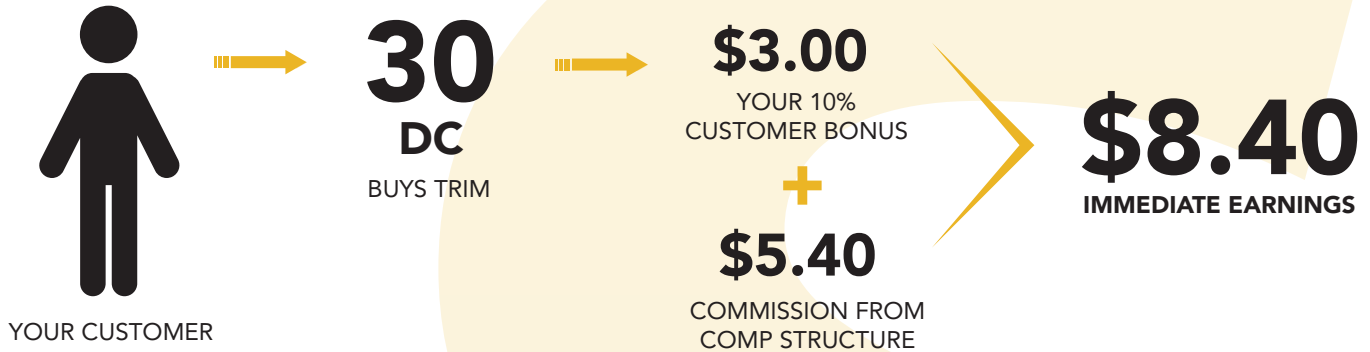 YOUR CUSTOMER
30
DC
BUYS TRIM
$3.00
YOUR 10%
CUSTOMER BONUS
+
$5.40
COMMISSION FROM
COMP STRUCTURE
$8.40
IMMEDIATE EARNINGS